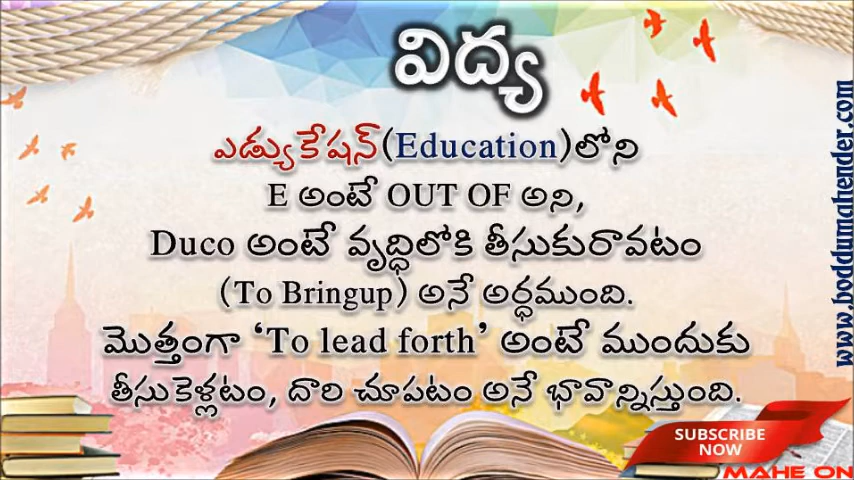 విద్య
ఎడ్యుకేషన్(Education)లోని
E అంటే OUT OF అని,
Duco అంటే వృద్ధిలోకి తీసుకురావటం
(To Bringup) అనే అర్ధముంది.
మొత్తంగా ‘To lead forth’ అంటే ముందుకు
తీసుకెళ్లటం, దారి చూపటం అనే భావాన్నిస్తుంది.
www.boddumahender.com
SUBSCRIBE
NOW
MAHE ON